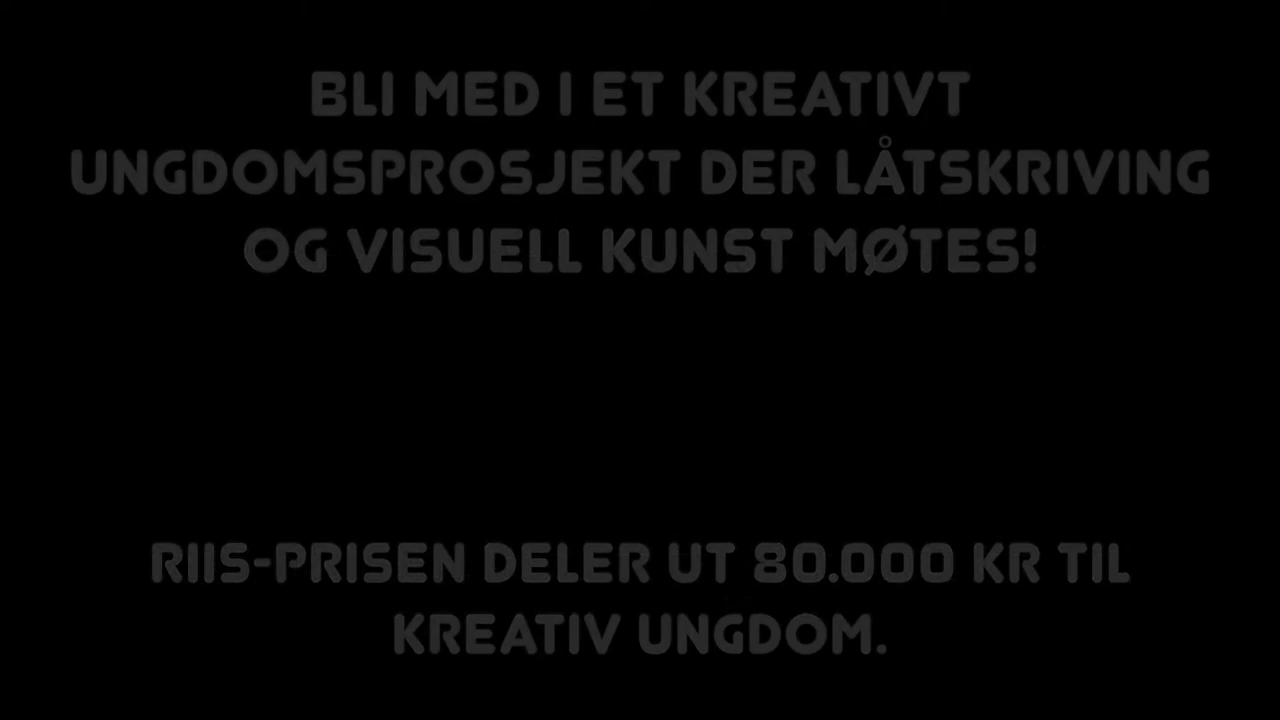 BLI MED I ET KREATIVT
UNGDOMSPROSJEKT DER LÅTSKRIVING
OG VISUELL KUNST MØTES!
RIIS-PRISEN DELER UT 80.000 KR TIL
KREATIV UNGDOM.